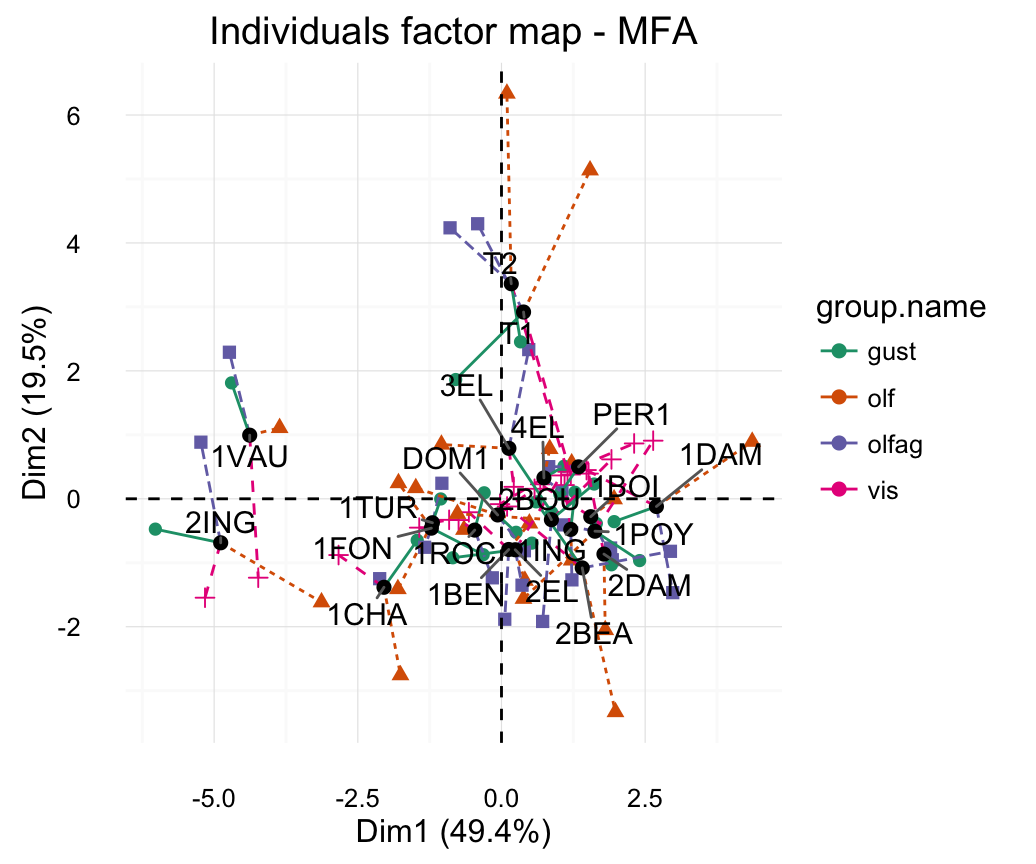 Individuals factor map - MFA
6
4
2
0
-2
Dim2 (19.5%)
T2
T1
3EL
4EL
PER1
1DAM
1VAU
DOM1
1BOI
2BOU
1TUR
2ING
1POY
1FON
1ROC
1ING
1BEN
2EL
2DAM
1CHA
2BEA
-5.0
-2.5
0.0
2.5
Dim1 (49.4%)
group.name
gust
olf
olfag
vis